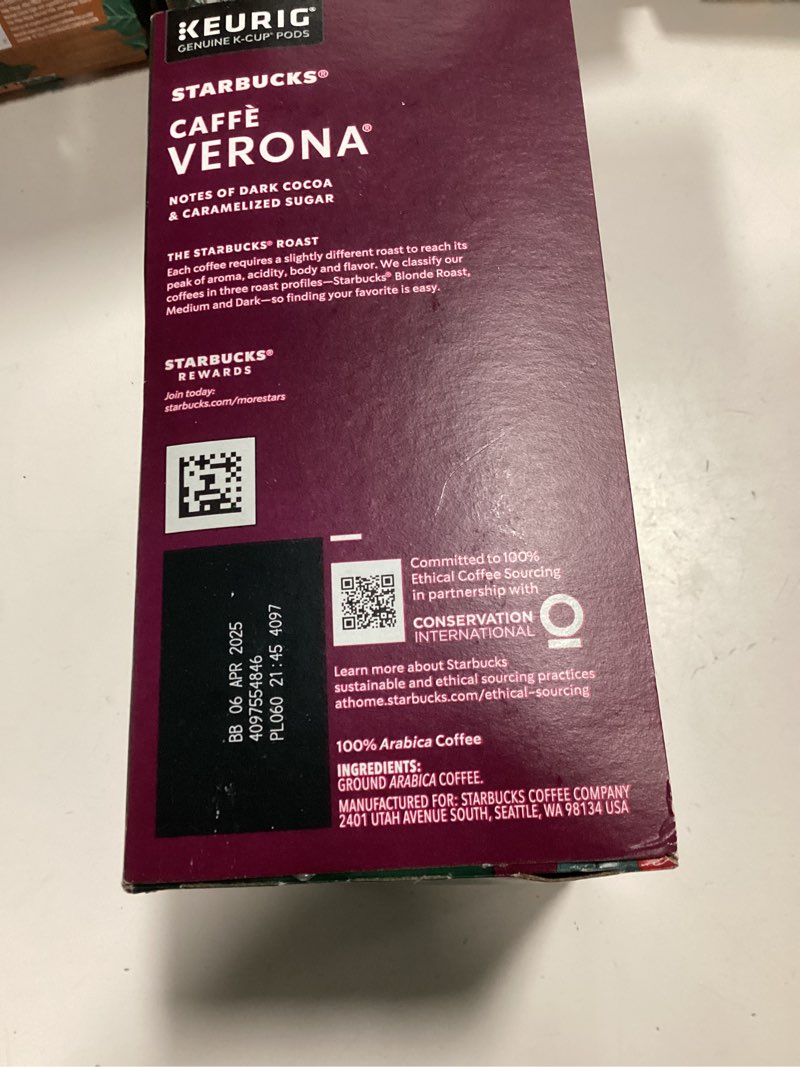 KEURIG®
GENUINE K-CUP® PODS
STARBUCKS®
CAFFÈ
VERONA®
NOTES OF DARK COCOA
& CARAMELIZED SUGAR
THE STARBUCKS® ROAST
Each coffee requires a slightly different roast to reach its
peak of aroma, acidity, body and flavor. We classify our
coffees in three roast profiles—Starbucks® Blonde Roast,
Medium and Dark—so finding your favorite is easy.
STARBUCKS®
REWARDS
Join today:
starbucks.com/morestars
BB 06 APR 2025
4097554846
PL060 21:45 4097
Committed to 100%
Ethical Coffee Sourcing
in partnership with
CONSERVATION
INTERNATIONAL
Learn more about Starbucks
sustainable and ethical sourcing practices
athome.starbucks.com/ethical-sourcing
100% Arabica Coffee
INGREDIENTS:
GROUND ARABICA COFFEE.
MANUFACTURED FOR: STARBUCKS COFFEE COMPANY
2401 UTAH AVENUE SOUTH, SEATTLE, WA 98134 USA